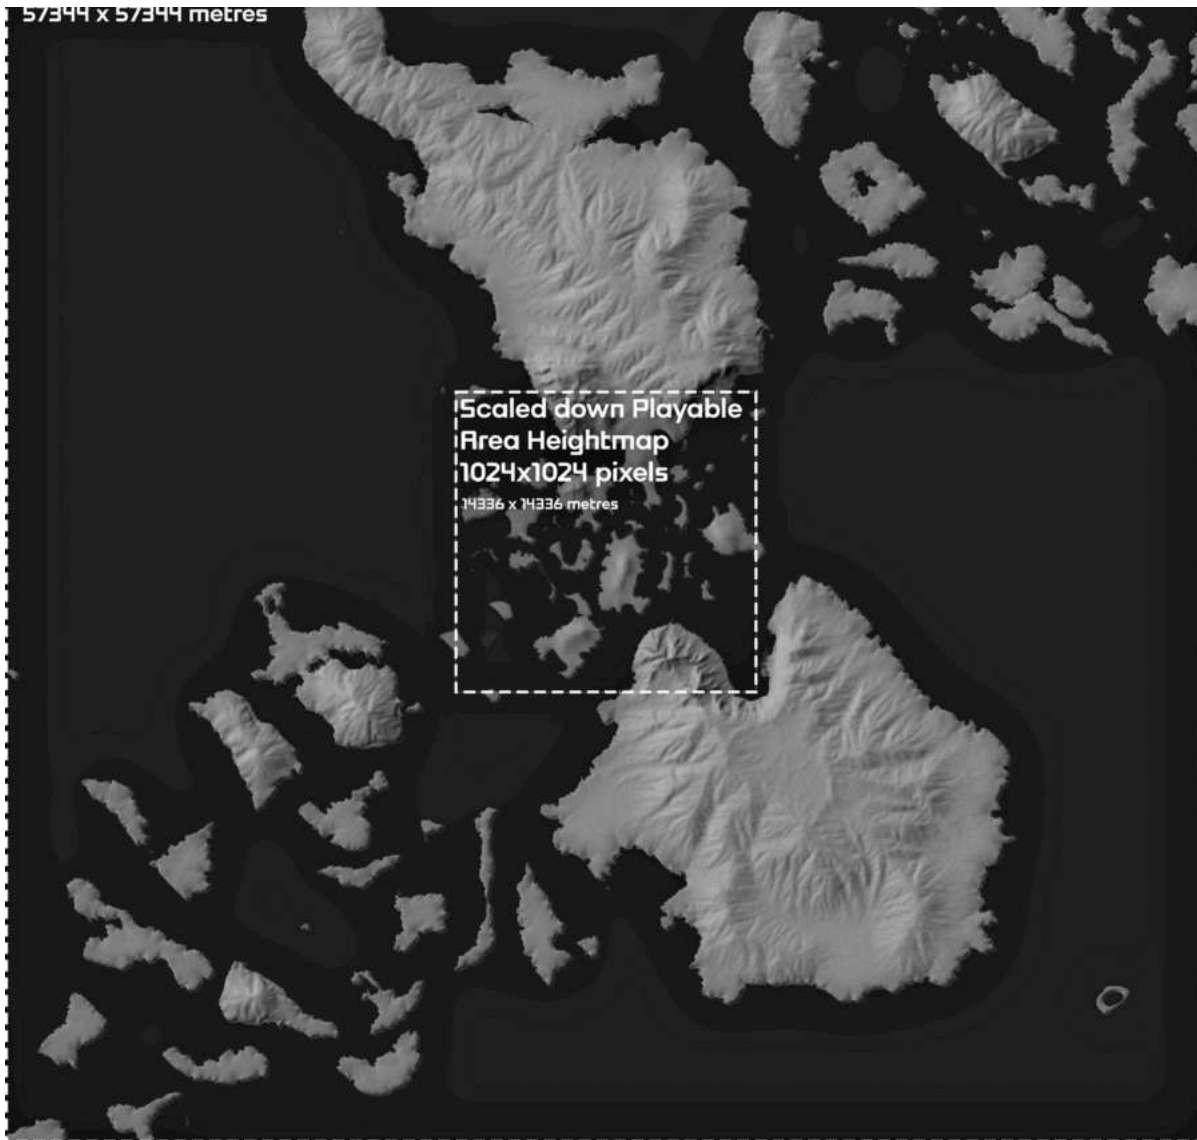 57344 x 57344 metres
Scaled down Playable
Area Heightmap
1024x1024 pixels
14336 x 14336 metres